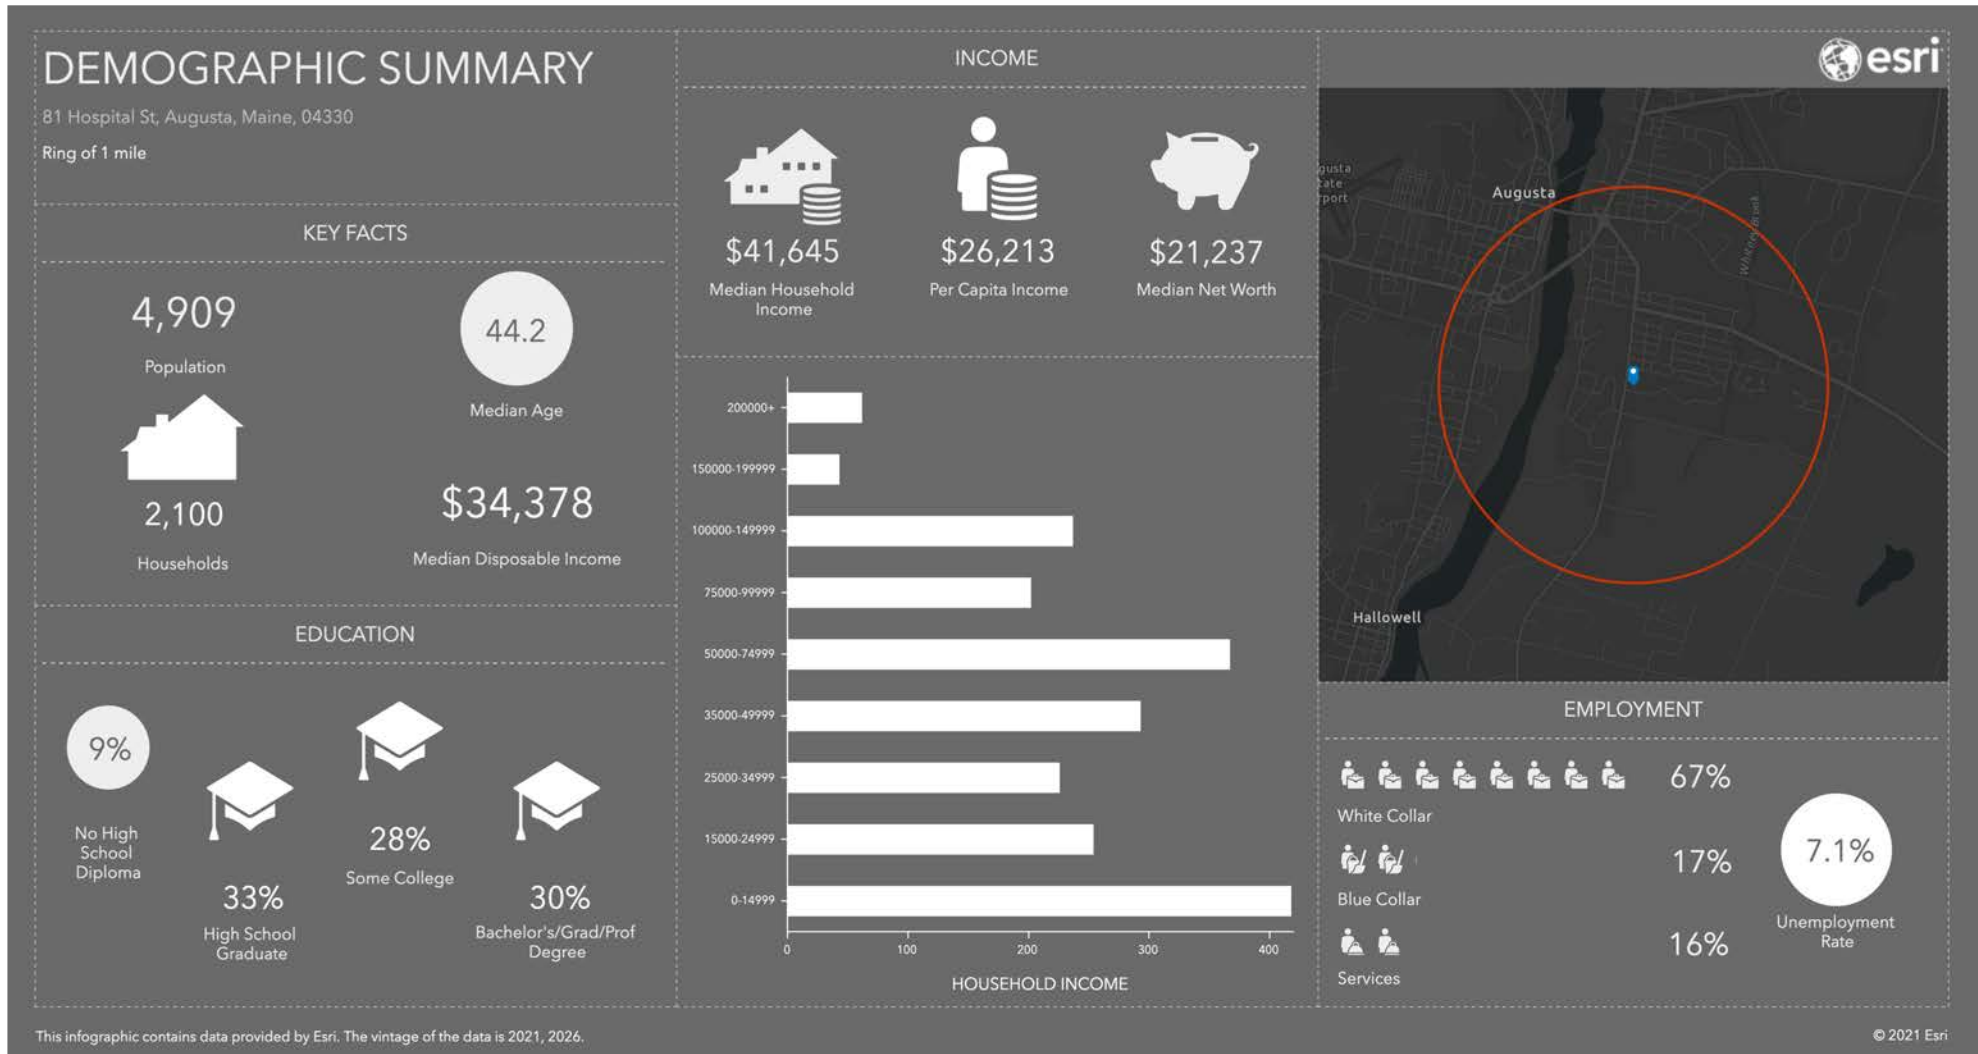 DEMOGRAPHIC SUMMARY
81 Hospital St, Augusta, Maine, 04330
Ring of 1 mile
KEY FACTS
4,909
Population
44.2
Median Age
2,100
Households
$34,378
Median Disposable Income
EDUCATION
9%
No High
School
Diploma
33%
High School
Graduate
28%
Some College
30%
Bachelor's/Grad/Prof
Degree
INCOME
$41,645
Median Household
Income
$26,213
Per Capita Income
$21,237
Median Net Worth
200000+
150000-199999
100000-149999
75000-99999
50000-74999
35000-49999
25000-34999
15000-24999
0-14999
0 100 200 300 400
HOUSEHOLD INCOME
esri
gusta
tate
rport
Augusta
Whitney Brook
Hallowell
EMPLOYMENT
67%
White Collar
17%
Blue Collar
16%
Services
7.1%
Unemployment
Rate
This infographic contains data provided by Esri. The vintage of the data is 2021, 2026.
© 2021 Esri